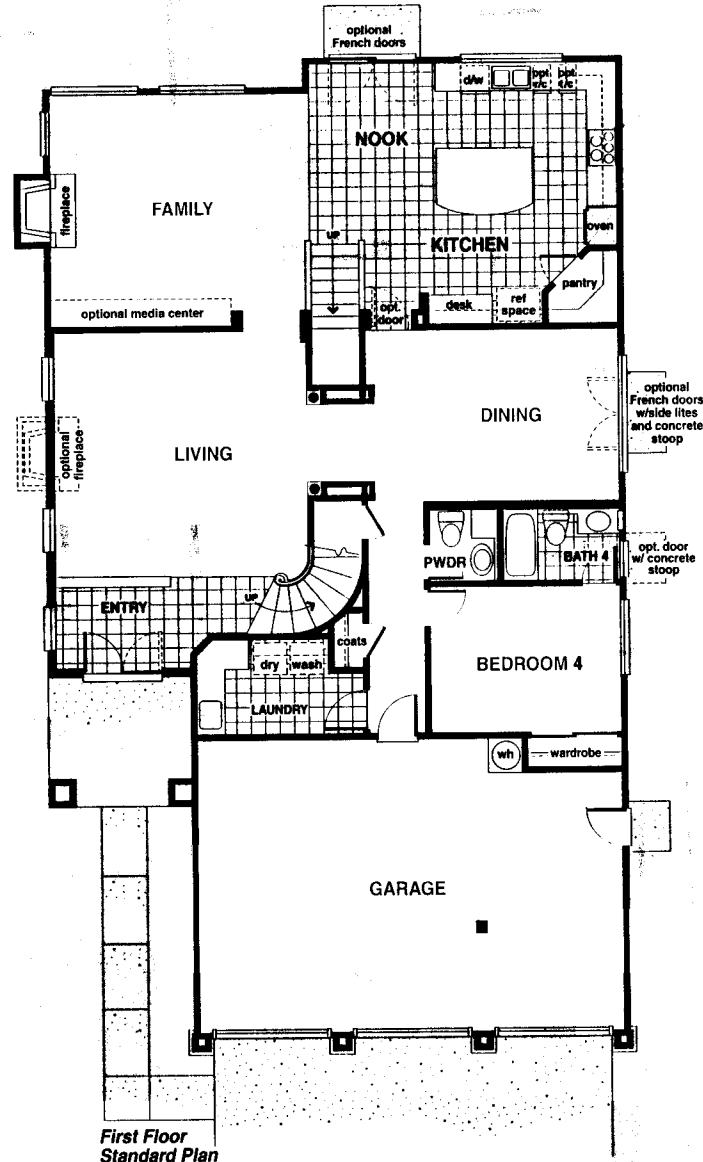 optional
French doors
d/w
opt
r/c
opt
t/c
NOOK
fireplace
FAMILY
oven
UP
KITCHEN
pantry
optional media center
opt.
door
desk
ref
space
optional
French doors
w/side lites
and concrete
stoop
DINING
optional
fireplace
LIVING
PWDR
BATH 4
opt. door
w/ concrete
stoop
ENTRY
UP
coats
dry
wash
BEDROOM 4
LAUNDRY
wh
wardrobe
GARAGE
First Floor
Standard Plan